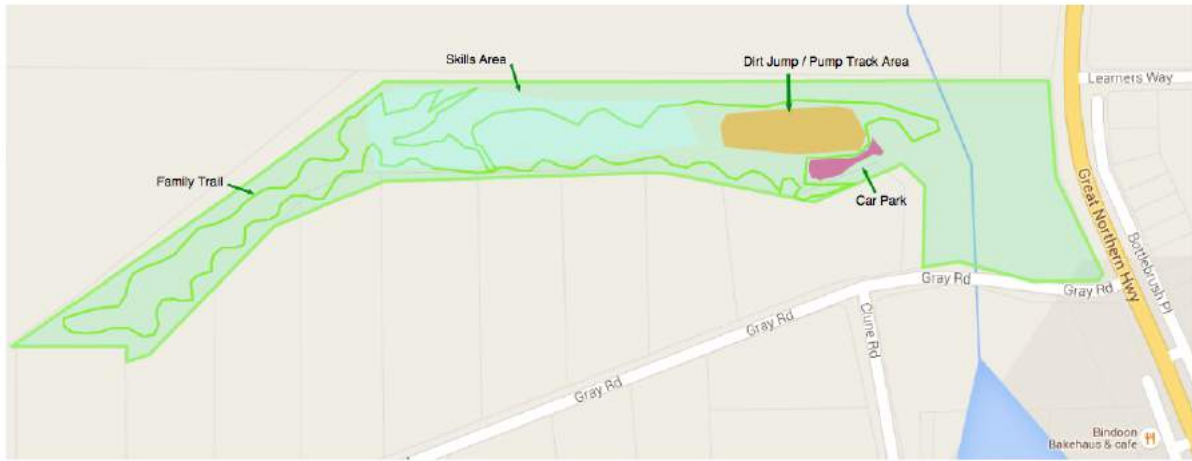 Skills Area
Dirt Jump / Pump Track Area
Learners Way
Family Trail
Car Park
Great Northern Hwy
Bottlebrush Pl
Gray Rd
Gray Rd
Gray Rd
Clune Rd
Gray Rd
Bindoon
Bakehaus & cafe